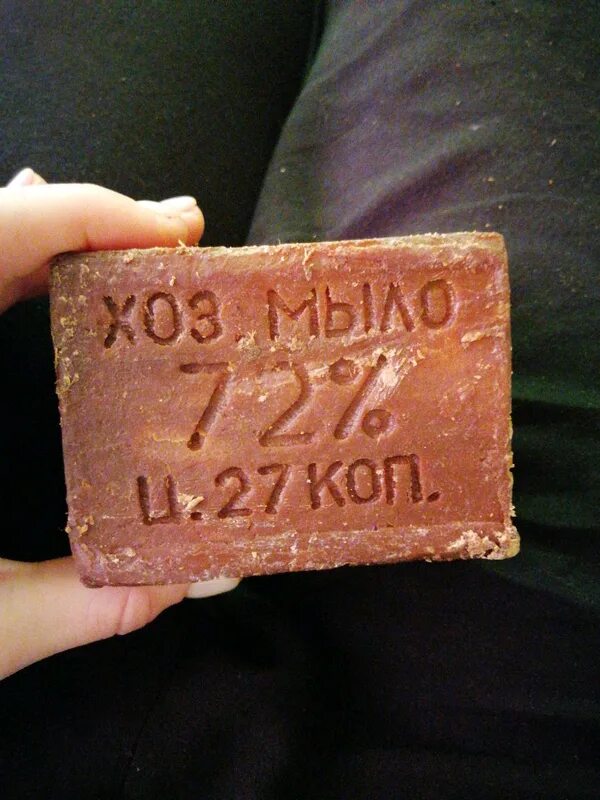 ХОЗ. МЫЛО
72%
Ц. 27 КОП.